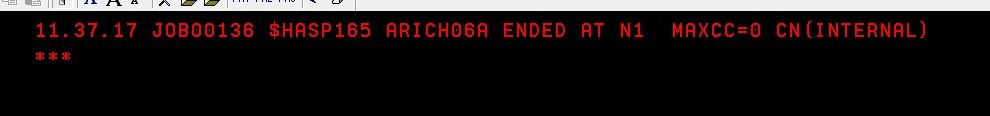 11.37.17 JOB00136 $HASP165 ARICH06A ENDED AT N1  MAXCC=0 CN(INTERNAL)
***